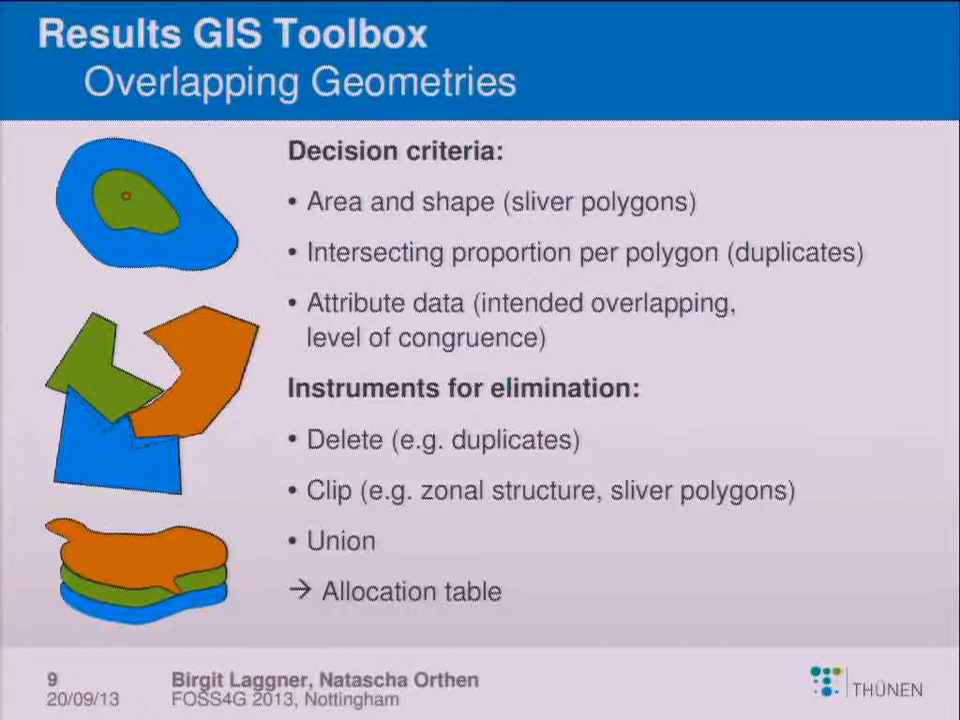 Results GIS Toolbox
Overlapping Geometries
Decision criteria:
• Area and shape (sliver polygons)
• Intersecting proportion per polygon (duplicates)
• Attribute data (intended overlapping,
level of congruence)
Instruments for elimination:
• Delete (e.g. duplicates)
• Clip (e.g. zonal structure, sliver polygons)
• Union
→ Allocation table
9
20/09/13
Birgit Laggner, Natascha Orthen
FOSS4G 2013, Nottingham
THÜNEN